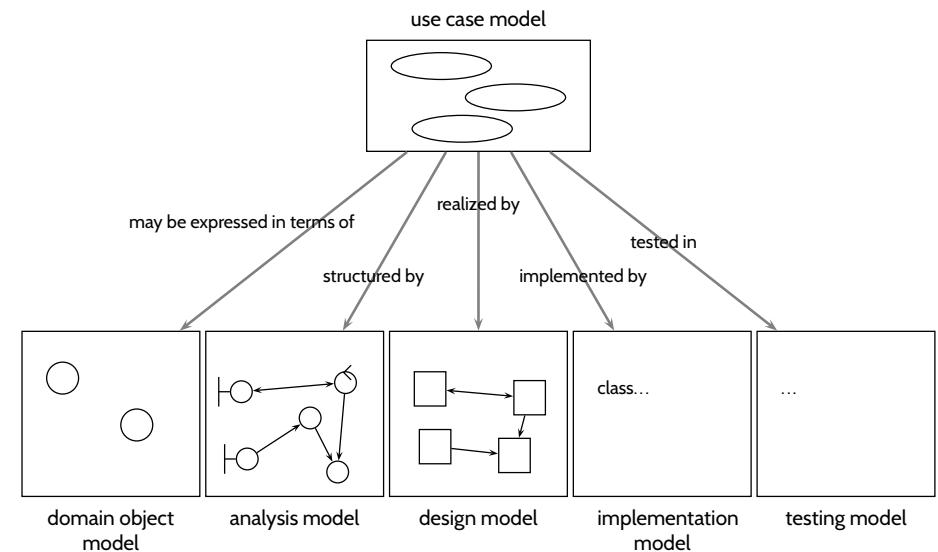 use case model
realized by
may be expressed in terms of
tested in
structured by
implemented by
class…
…
domain object
model
analysis model
design model
implementation
model
testing model